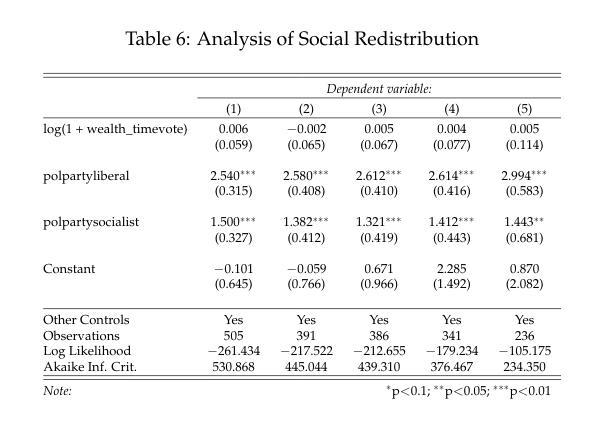 Table 6: Analysis of Social Redistribution
Dependent variable:
(1) (2) (3) (4) (5)
log(1 + wealth_timevote) 0.006 −0.002 0.005 0.004 0.005
(0.059) (0.065) (0.067) (0.077) (0.114)
polpartyliberal 2.540*** 2.580*** 2.612*** 2.614*** 2.994***
(0.315) (0.408) (0.410) (0.416) (0.583)
polpartysocialist 1.500*** 1.382*** 1.321*** 1.412*** 1.443**
(0.327) (0.412) (0.419) (0.443) (0.681)
Constant −0.101 −0.059 0.671 2.285 0.870
(0.645) (0.766) (0.966) (1.492) (2.082)
Other Controls Yes Yes Yes Yes Yes
Observations 505 391 386 341 236
Log Likelihood −261.434 −217.522 −212.655 −179.234 −105.175
Akaike Inf. Crit. 530.868 445.044 439.310 376.467 234.350
Note: *p<0.1; **p<0.05; ***p<0.01